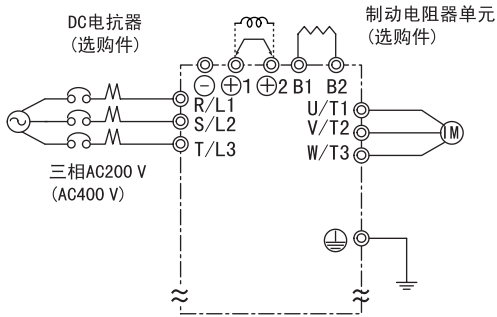 DC电抗器
(选购件)
制动电阻器单元
(选购件)
⊖ ⊕1 ⊕2 B1 B2
R/L1
S/L2
T/L3
U/T1
V/T2
W/T3
IM
三相AC200 V
(AC400 V)